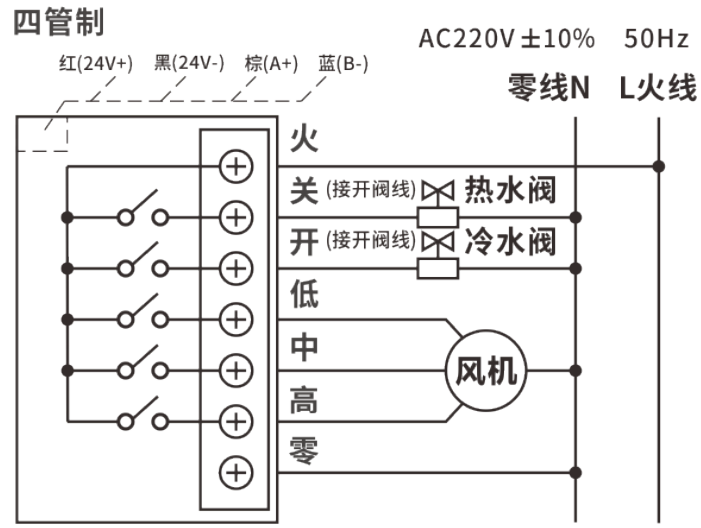 四管制
AC220V±10% 50Hz
红(24V+) 黑(24V-) 棕(A+) 蓝(B-)
零线N L火线
火
关 (接开阀线) 热水阀
开 (接开阀线) 冷水阀
低
中
风机
高
零